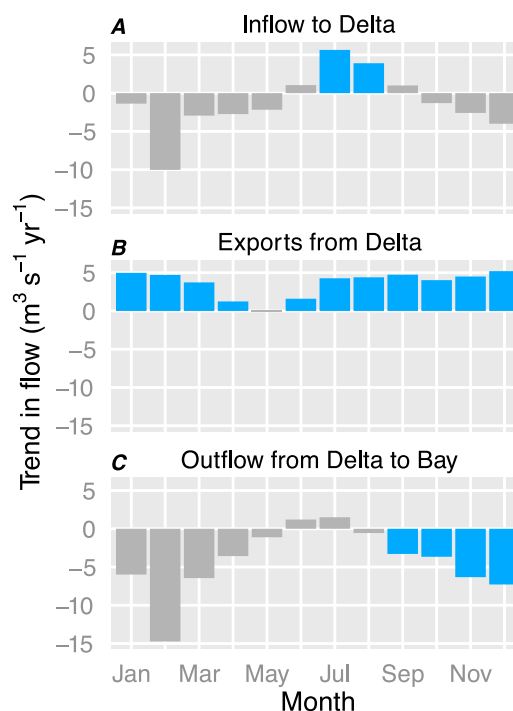 A Inflow to Delta
5
0
−5
−10
−15
B Exports from Delta
5
0
−5
−10
−15
C Outflow from Delta to Bay
5
0
−5
−10
−15
Jan Mar May Jul Sep Nov
Month
Trend in flow (m³ s⁻¹ yr⁻¹)